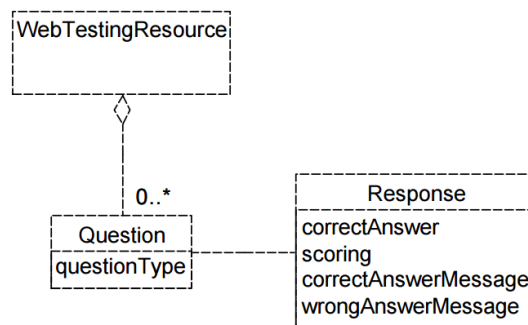 WebTestingResource
0..*
Question
questionType
Response
correctAnswer
scoring
correctAnswerMessage
wrongAnswerMessage